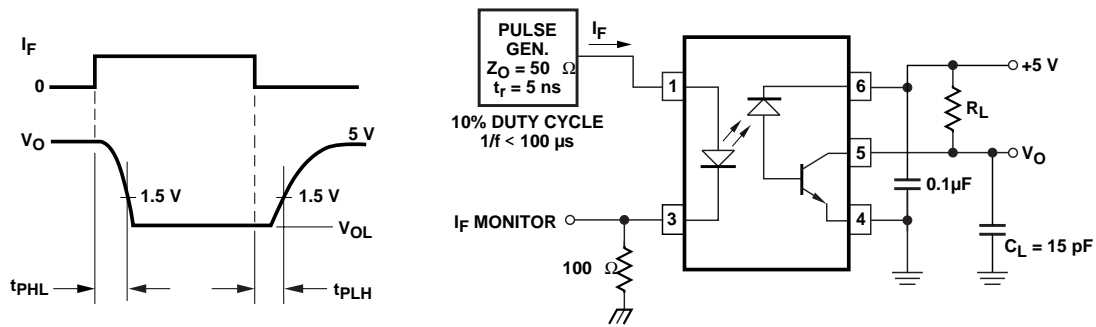 I_F
0
V_O
5 V
1.5 V
1.5 V
V_OL
t_PHL
t_PLH
PULSE
GEN.
Z_O = 50 Ω
t_r = 5 ns
I_F
10% DUTY CYCLE
1/f < 100 µs
I_F MONITOR
100 Ω
1
3
6
5
4
+5 V
R_L
V_O
0.1µF
C_L = 15 pF